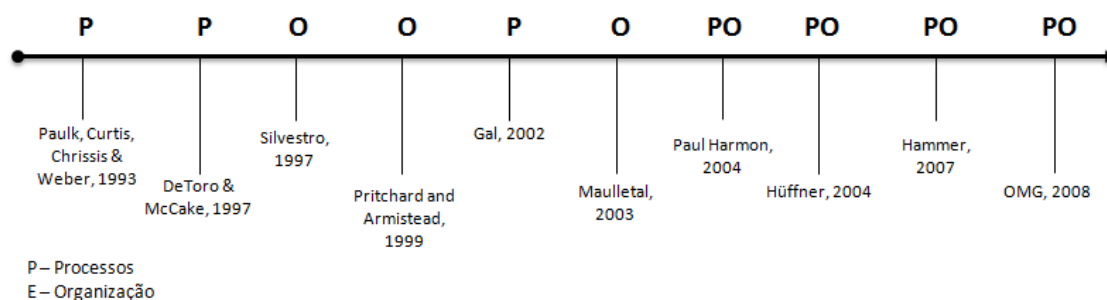 P P O O P O PO PO PO PO
Paulk, Curtis,
Chrissis &
Weber, 1993
DeToro &
McCake, 1997
Silvestro,
1997
Pritchard and
Armistead,
1999
Gal, 2002
Maulletal,
2003
Paul Harmon,
2004
Hüffner, 2004
Hammer,
2007
OMG, 2008
P – Processos
E – Organização